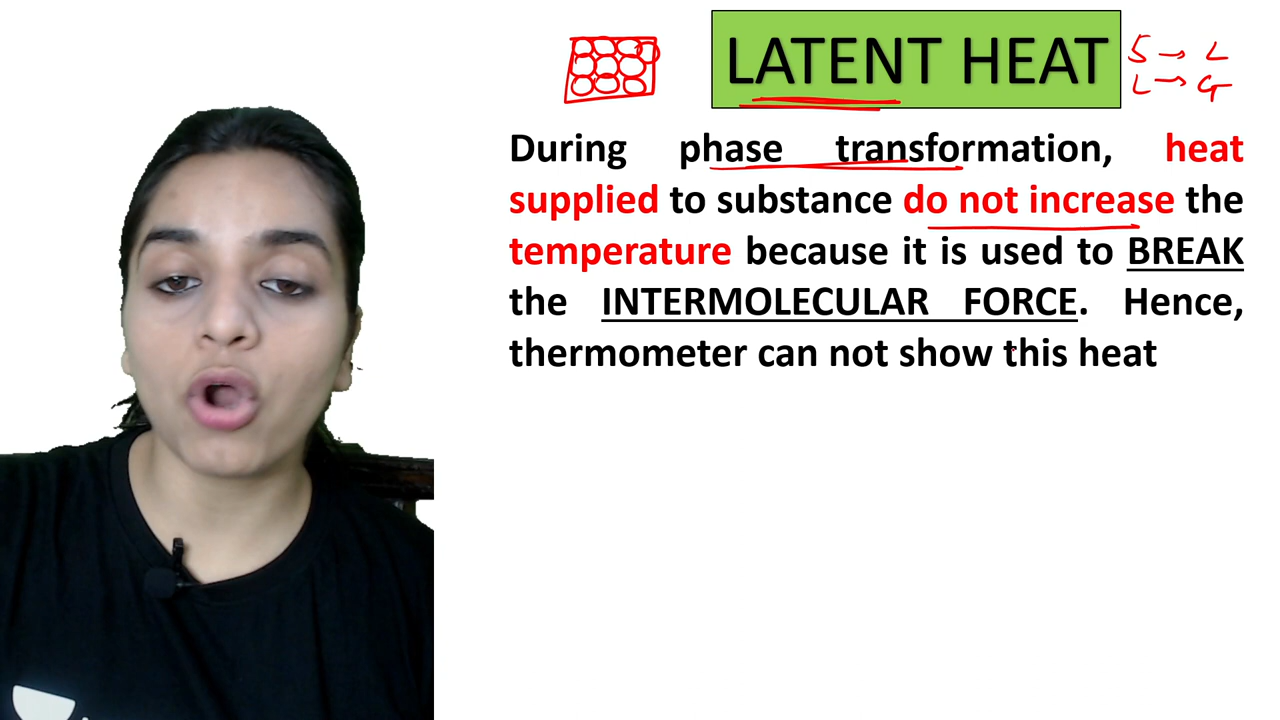 LATENT HEAT
S → L
L → G
During phase transformation, heat
supplied to substance do not increase the
temperature because it is used to BREAK
the INTERMOLECULAR FORCE. Hence,
thermometer can not show this heat